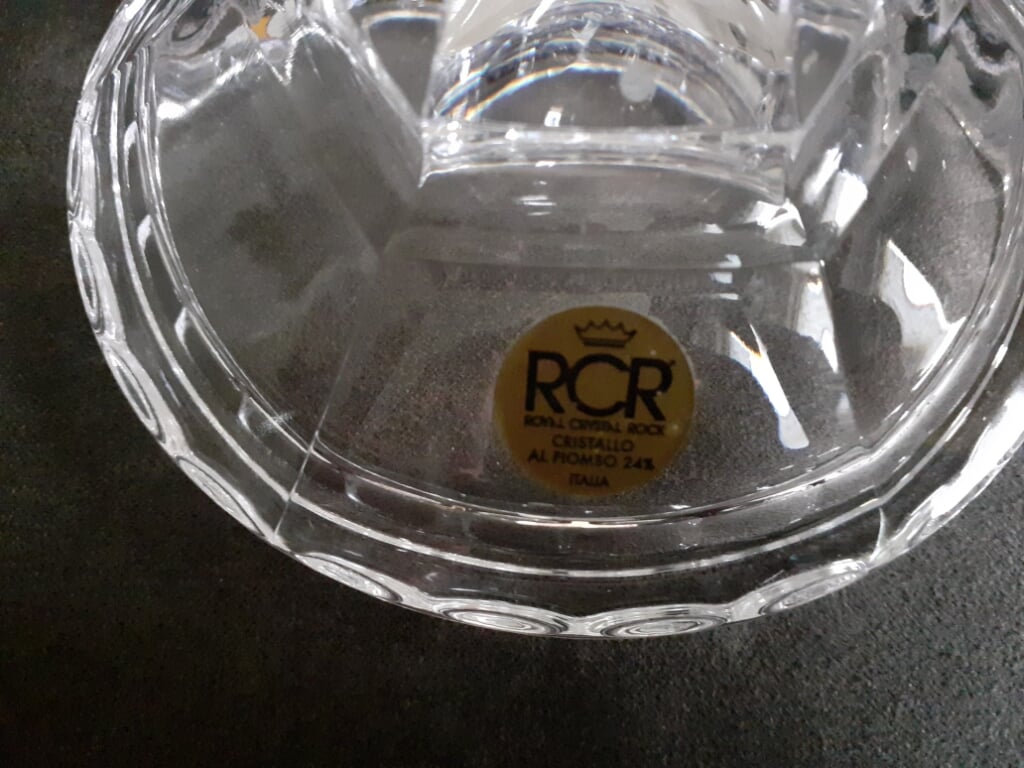 RCR
ROYAL CRYSTAL ROCK
CRISTALLO
AL PIOMBO 24%
ITALIA